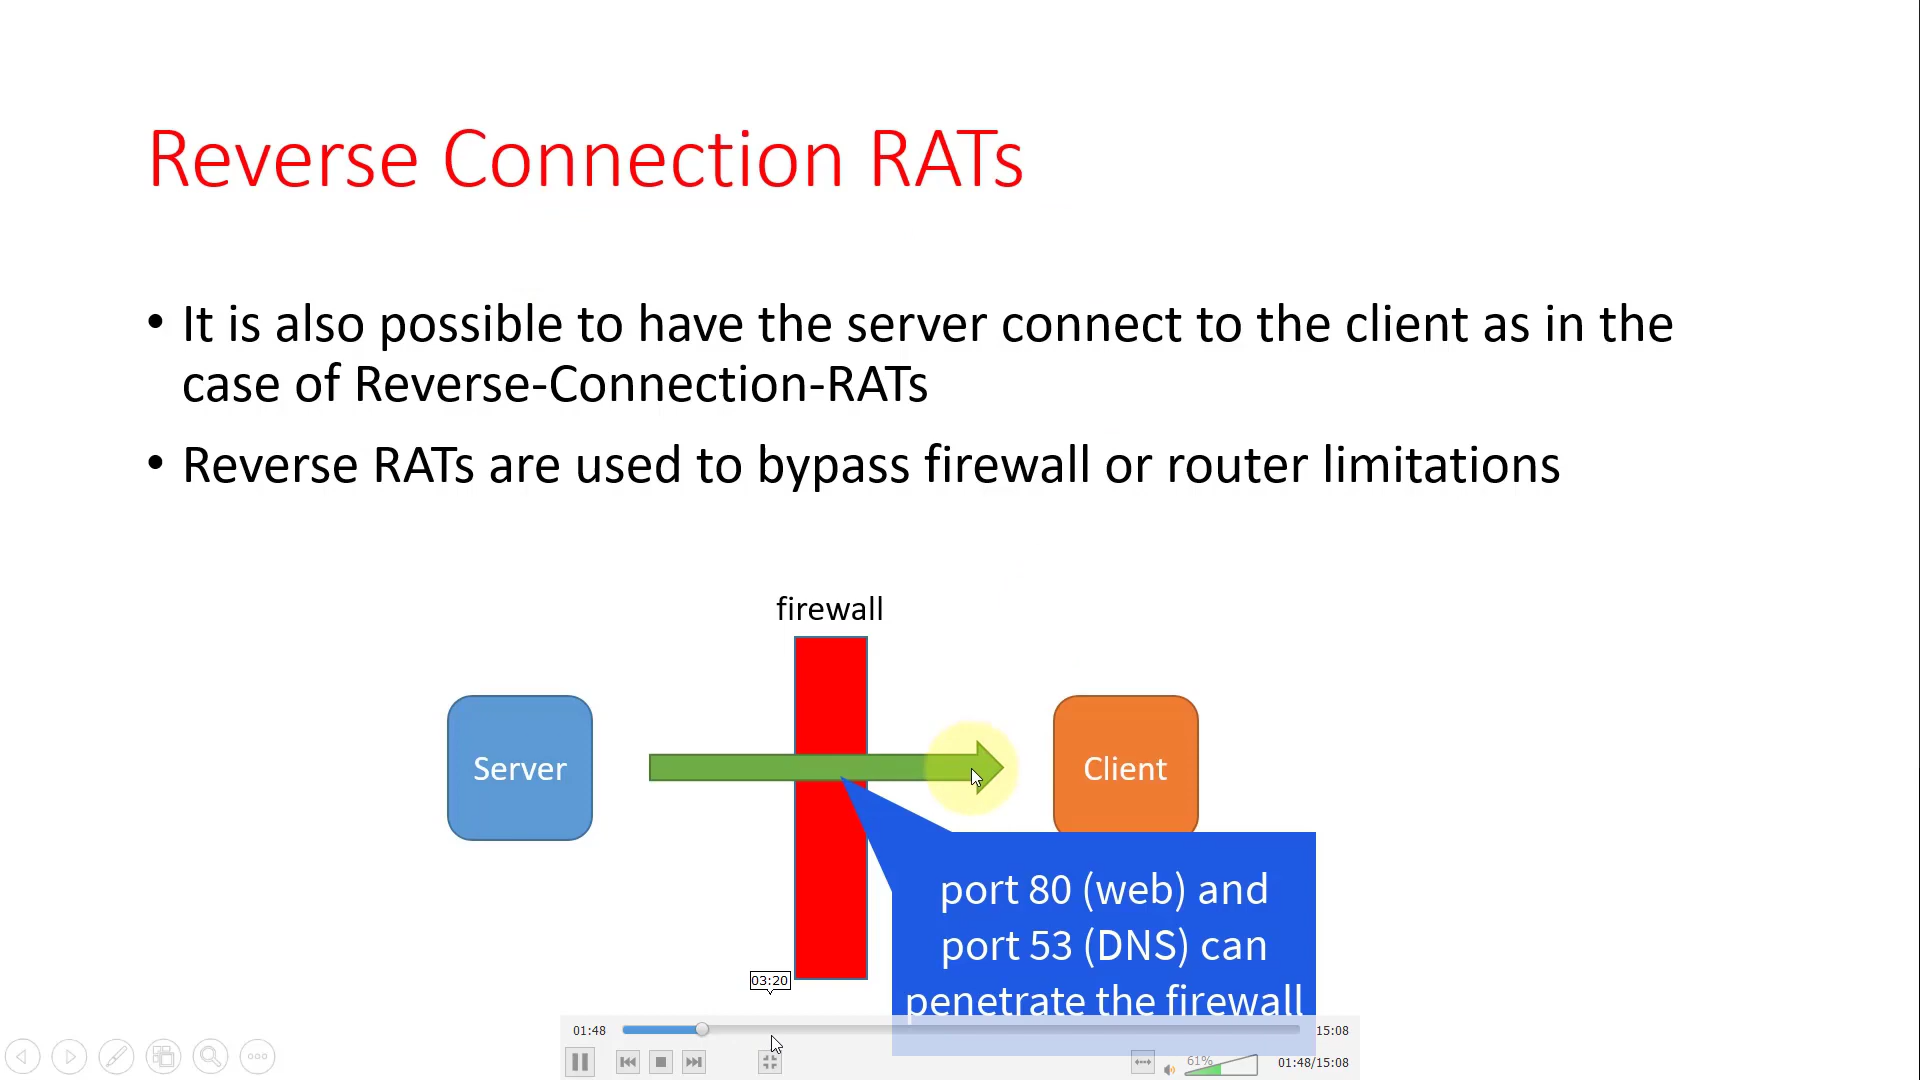 Reverse Connection RATs
• It is also possible to have the server connect to the client as in the
case of Reverse-Connection-RATs
• Reverse RATs are used to bypass firewall or router limitations
firewall
Server
Client
port 80 (web) and
port 53 (DNS) can
penetrate the firewall
03:20
01:48
15:08
61%
01:48/15:08